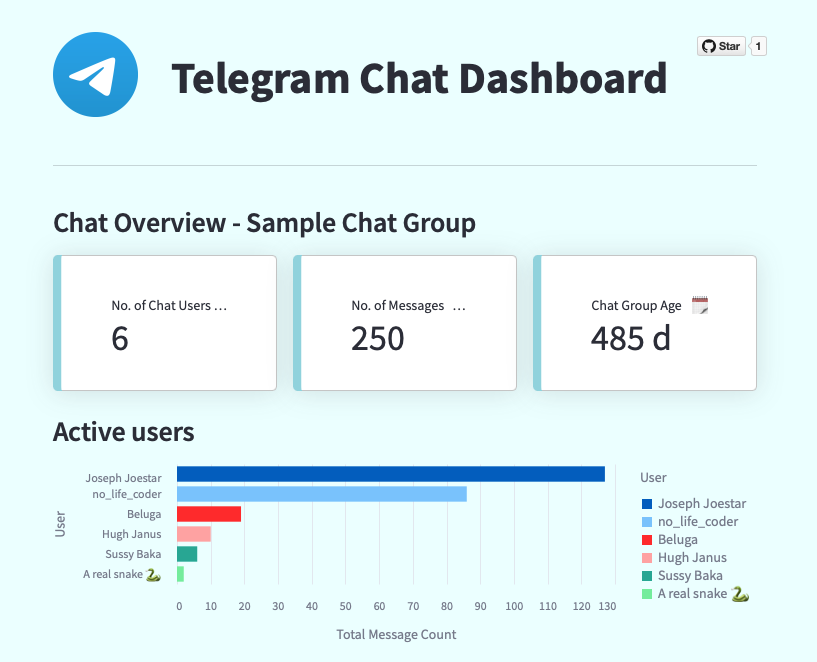 Star 1
Telegram Chat Dashboard
Chat Overview - Sample Chat Group
No. of Chat Users ...
6
No. of Messages ...
250
Chat Group Age 🗓️
485 d
Active users
User
Joseph Joestar
no_life_coder
Beluga
Hugh Janus
Sussy Baka
A real snake 🐍
0 10 20 30 40 50 60 70 80 90 100 110 120 130
Total Message Count
User
Joseph Joestar
no_life_coder
Beluga
Hugh Janus
Sussy Baka
A real snake 🐍